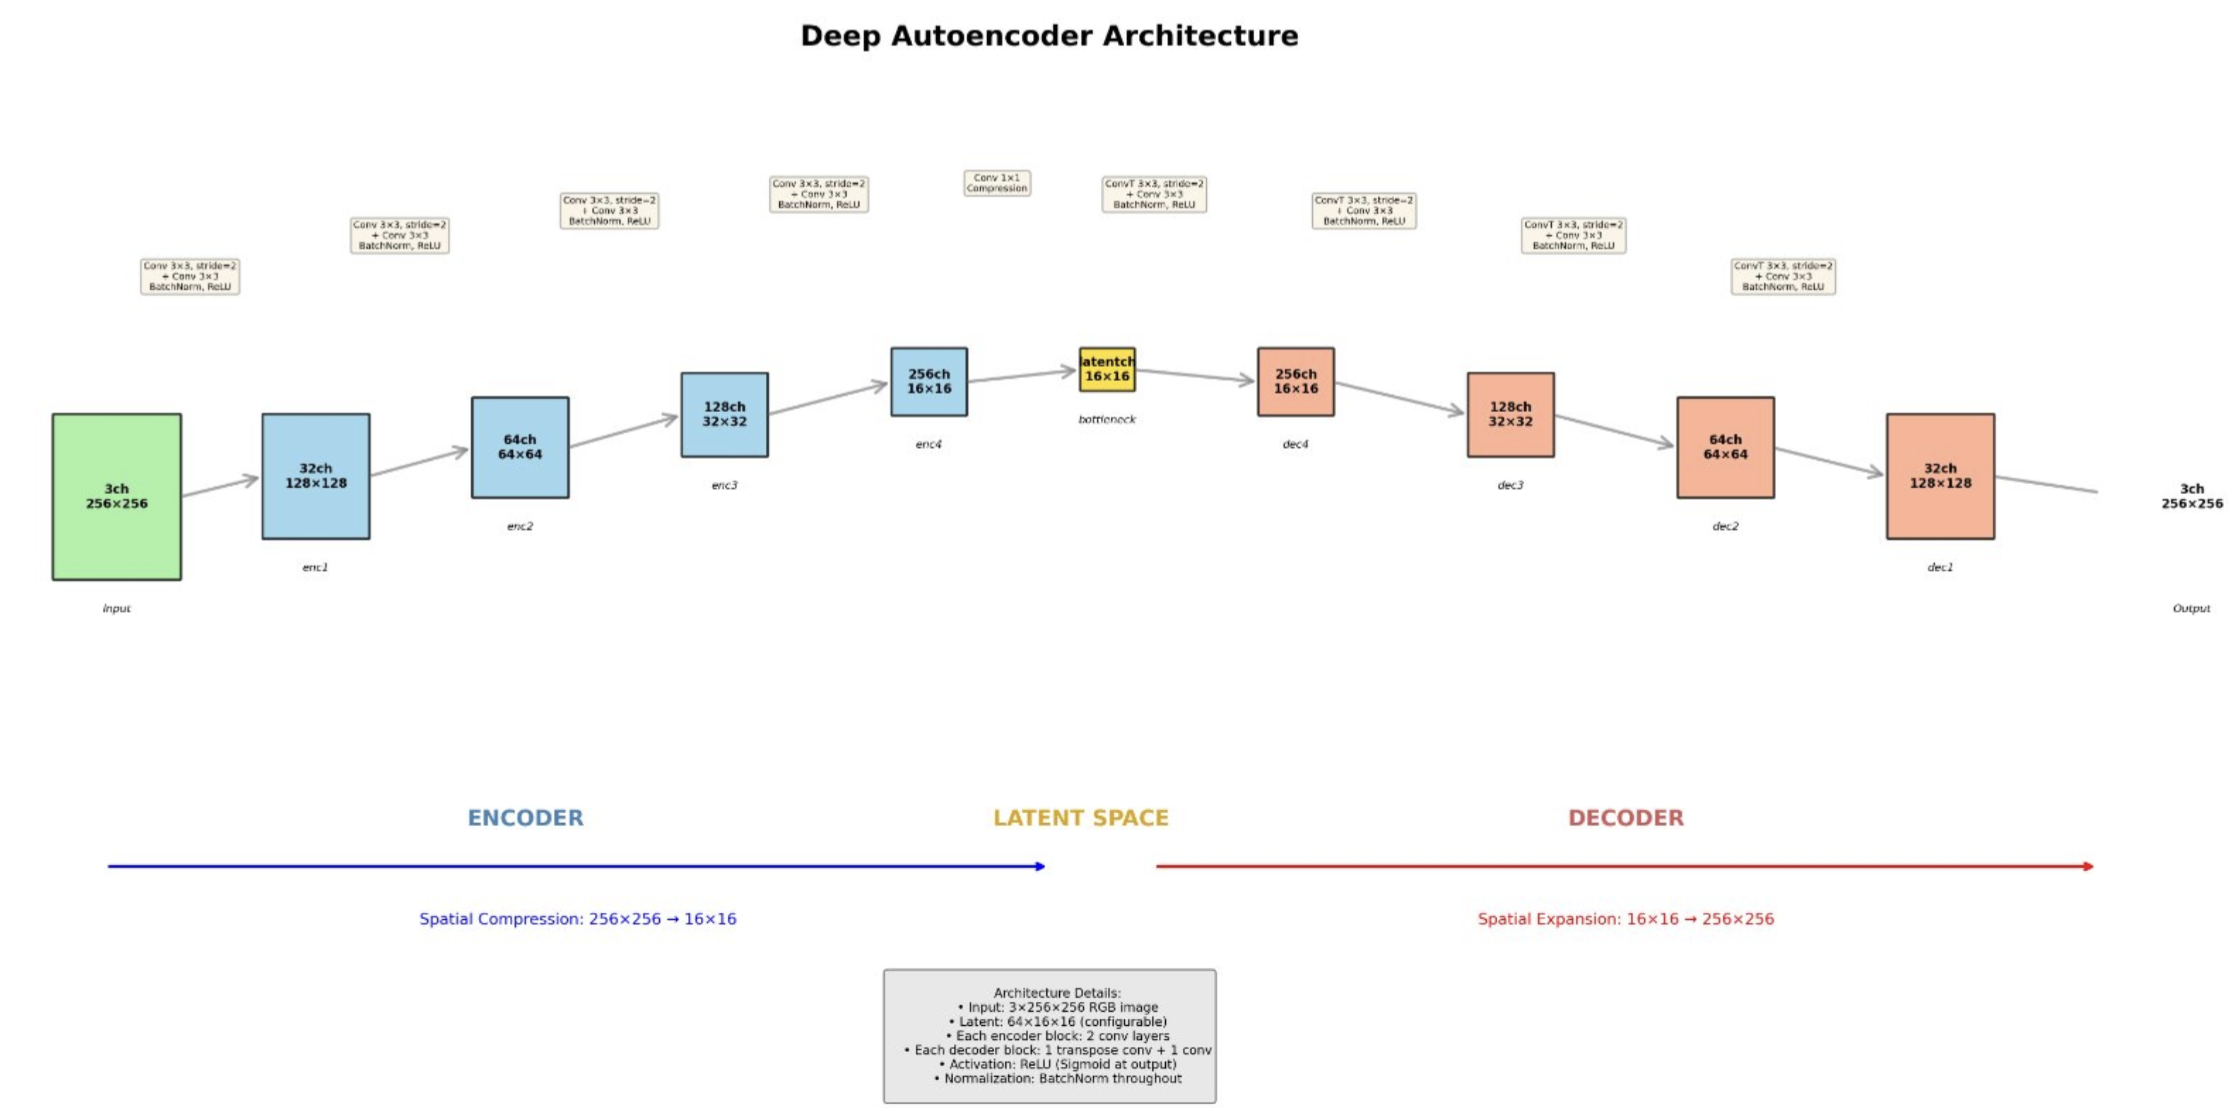 Deep Autoencoder Architecture
Conv 3×3, stride=2
+ Conv 3×3
BatchNorm, ReLU
Conv 3×3, stride=2
+ Conv 3×3
BatchNorm, ReLU
Conv 3×3, stride=2
+ Conv 3×3
BatchNorm, ReLU
Conv 3×3, stride=2
+ Conv 3×3
BatchNorm, ReLU
Conv 1×1
Compression
ConvT 3×3, stride=2
+ Conv 3×3
BatchNorm, ReLU
ConvT 3×3, stride=2
+ Conv 3×3
BatchNorm, ReLU
ConvT 3×3, stride=2
+ Conv 3×3
BatchNorm, ReLU
ConvT 3×3, stride=2
+ Conv 3×3
BatchNorm, ReLU
3ch
256×256
Input
32ch
128×128
enc1
64ch
64×64
enc2
128ch
32×32
enc3
256ch
16×16
enc4
latentch
16×16
bottleneck
256ch
16×16
dec4
128ch
32×32
dec3
64ch
64×64
dec2
32ch
128×128
dec1
3ch
256×256
Output
ENCODER
LATENT SPACE
DECODER
Spatial Compression: 256×256 → 16×16
Spatial Expansion: 16×16 → 256×256
Architecture Details:
• Input: 3×256×256 RGB image
• Latent: 64×16×16 (configurable)
• Each encoder block: 2 conv layers
• Each decoder block: 1 transpose conv + 1 conv
• Activation: ReLU (Sigmoid at output)
• Normalization: BatchNorm throughout